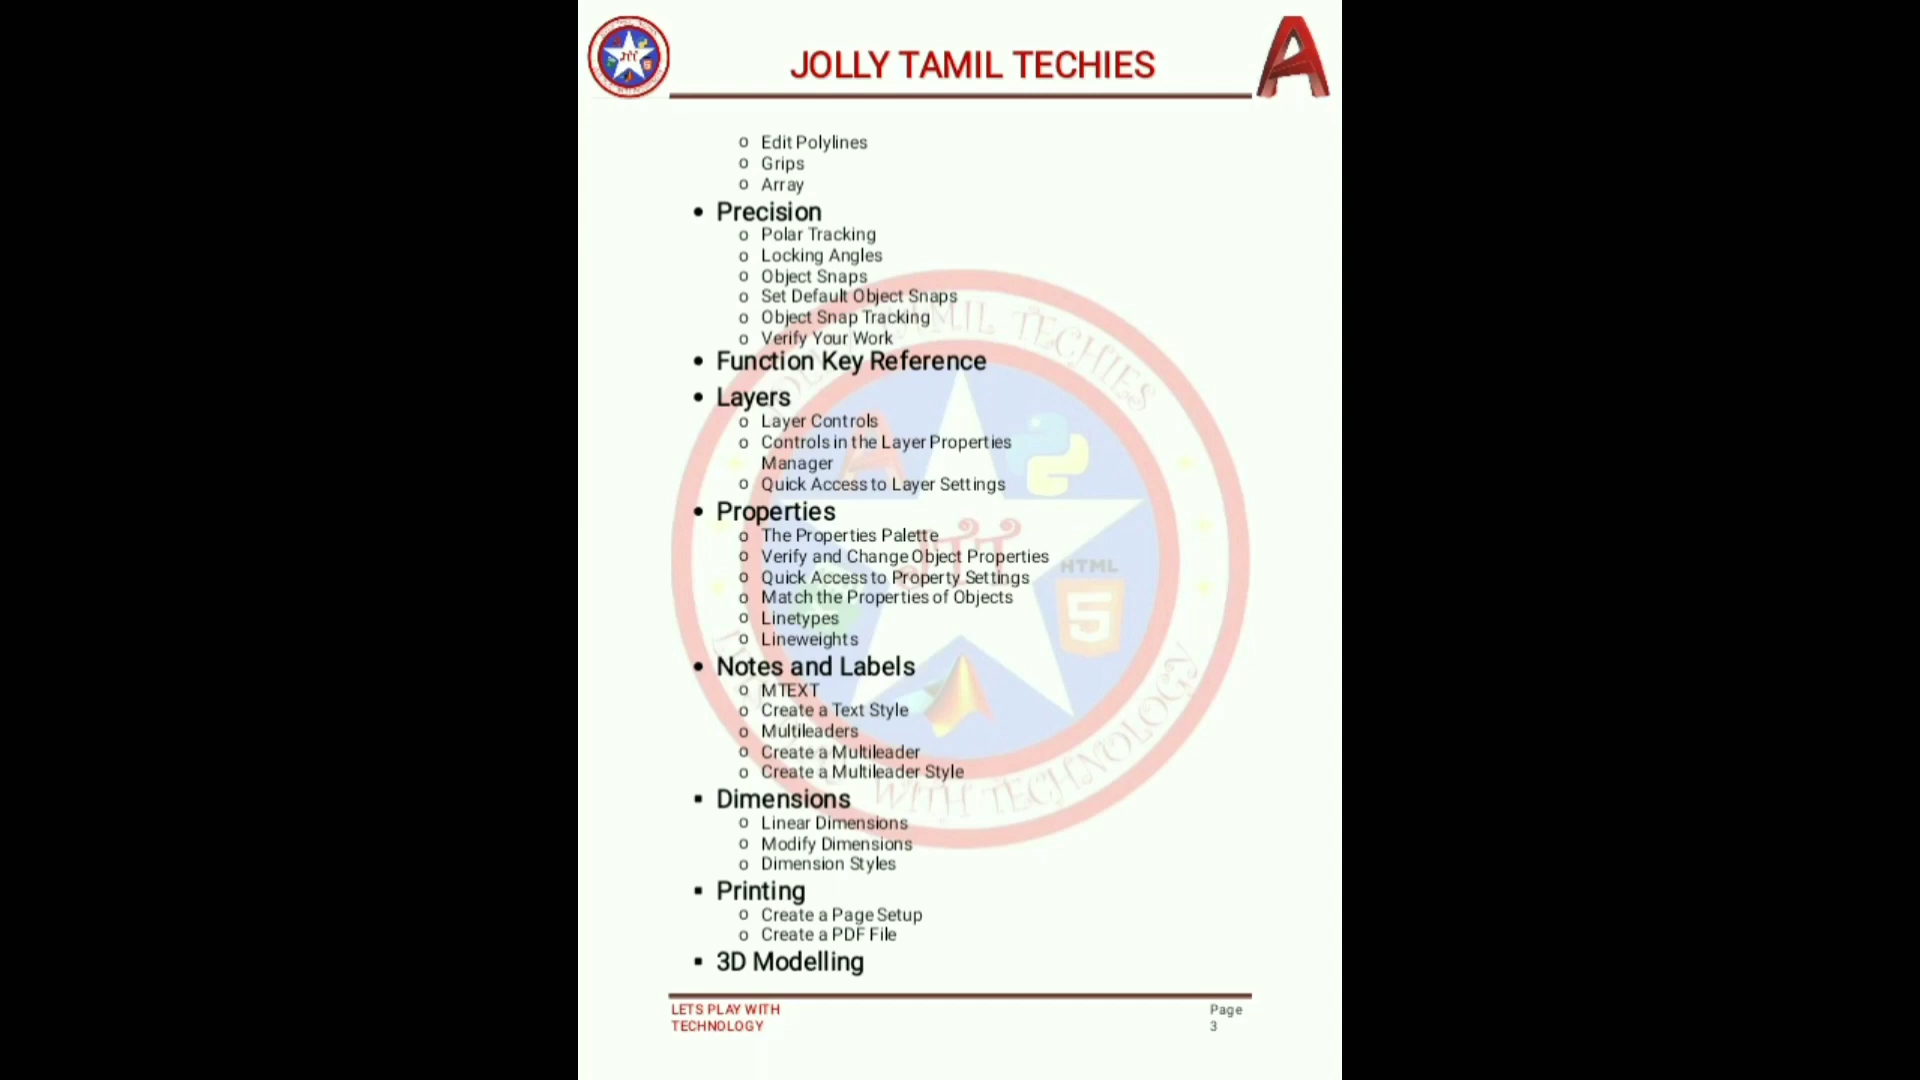 JOLLY TAMIL TECHIES
o Edit Polylines
o Grips
o Array
• Precision
o Polar Tracking
o Locking Angles
o Object Snaps
o Set Default Object Snaps
o Object Snap Tracking
o Verify Your Work
• Function Key Reference
• Layers
o Layer Controls
o Controls in the Layer Properties
Manager
o Quick Access to Layer Settings
• Properties
o The Properties Palette
o Verify and Change Object Properties
o Quick Access to Property Settings
o Match the Properties of Objects
o Linetypes
o Lineweights
• Notes and Labels
o MTEXT
o Create a Text Style
o Multileaders
o Create a Multileader
o Create a Multileader Style
▪ Dimensions
o Linear Dimensions
o Modify Dimensions
o Dimension Styles
▪ Printing
o Create a Page Setup
o Create a PDF File
▪ 3D Modelling
JTT
HTML
5
WITH TECHNOLOGY
LETS PLAY WITH
TECHNOLOGY
Page
3